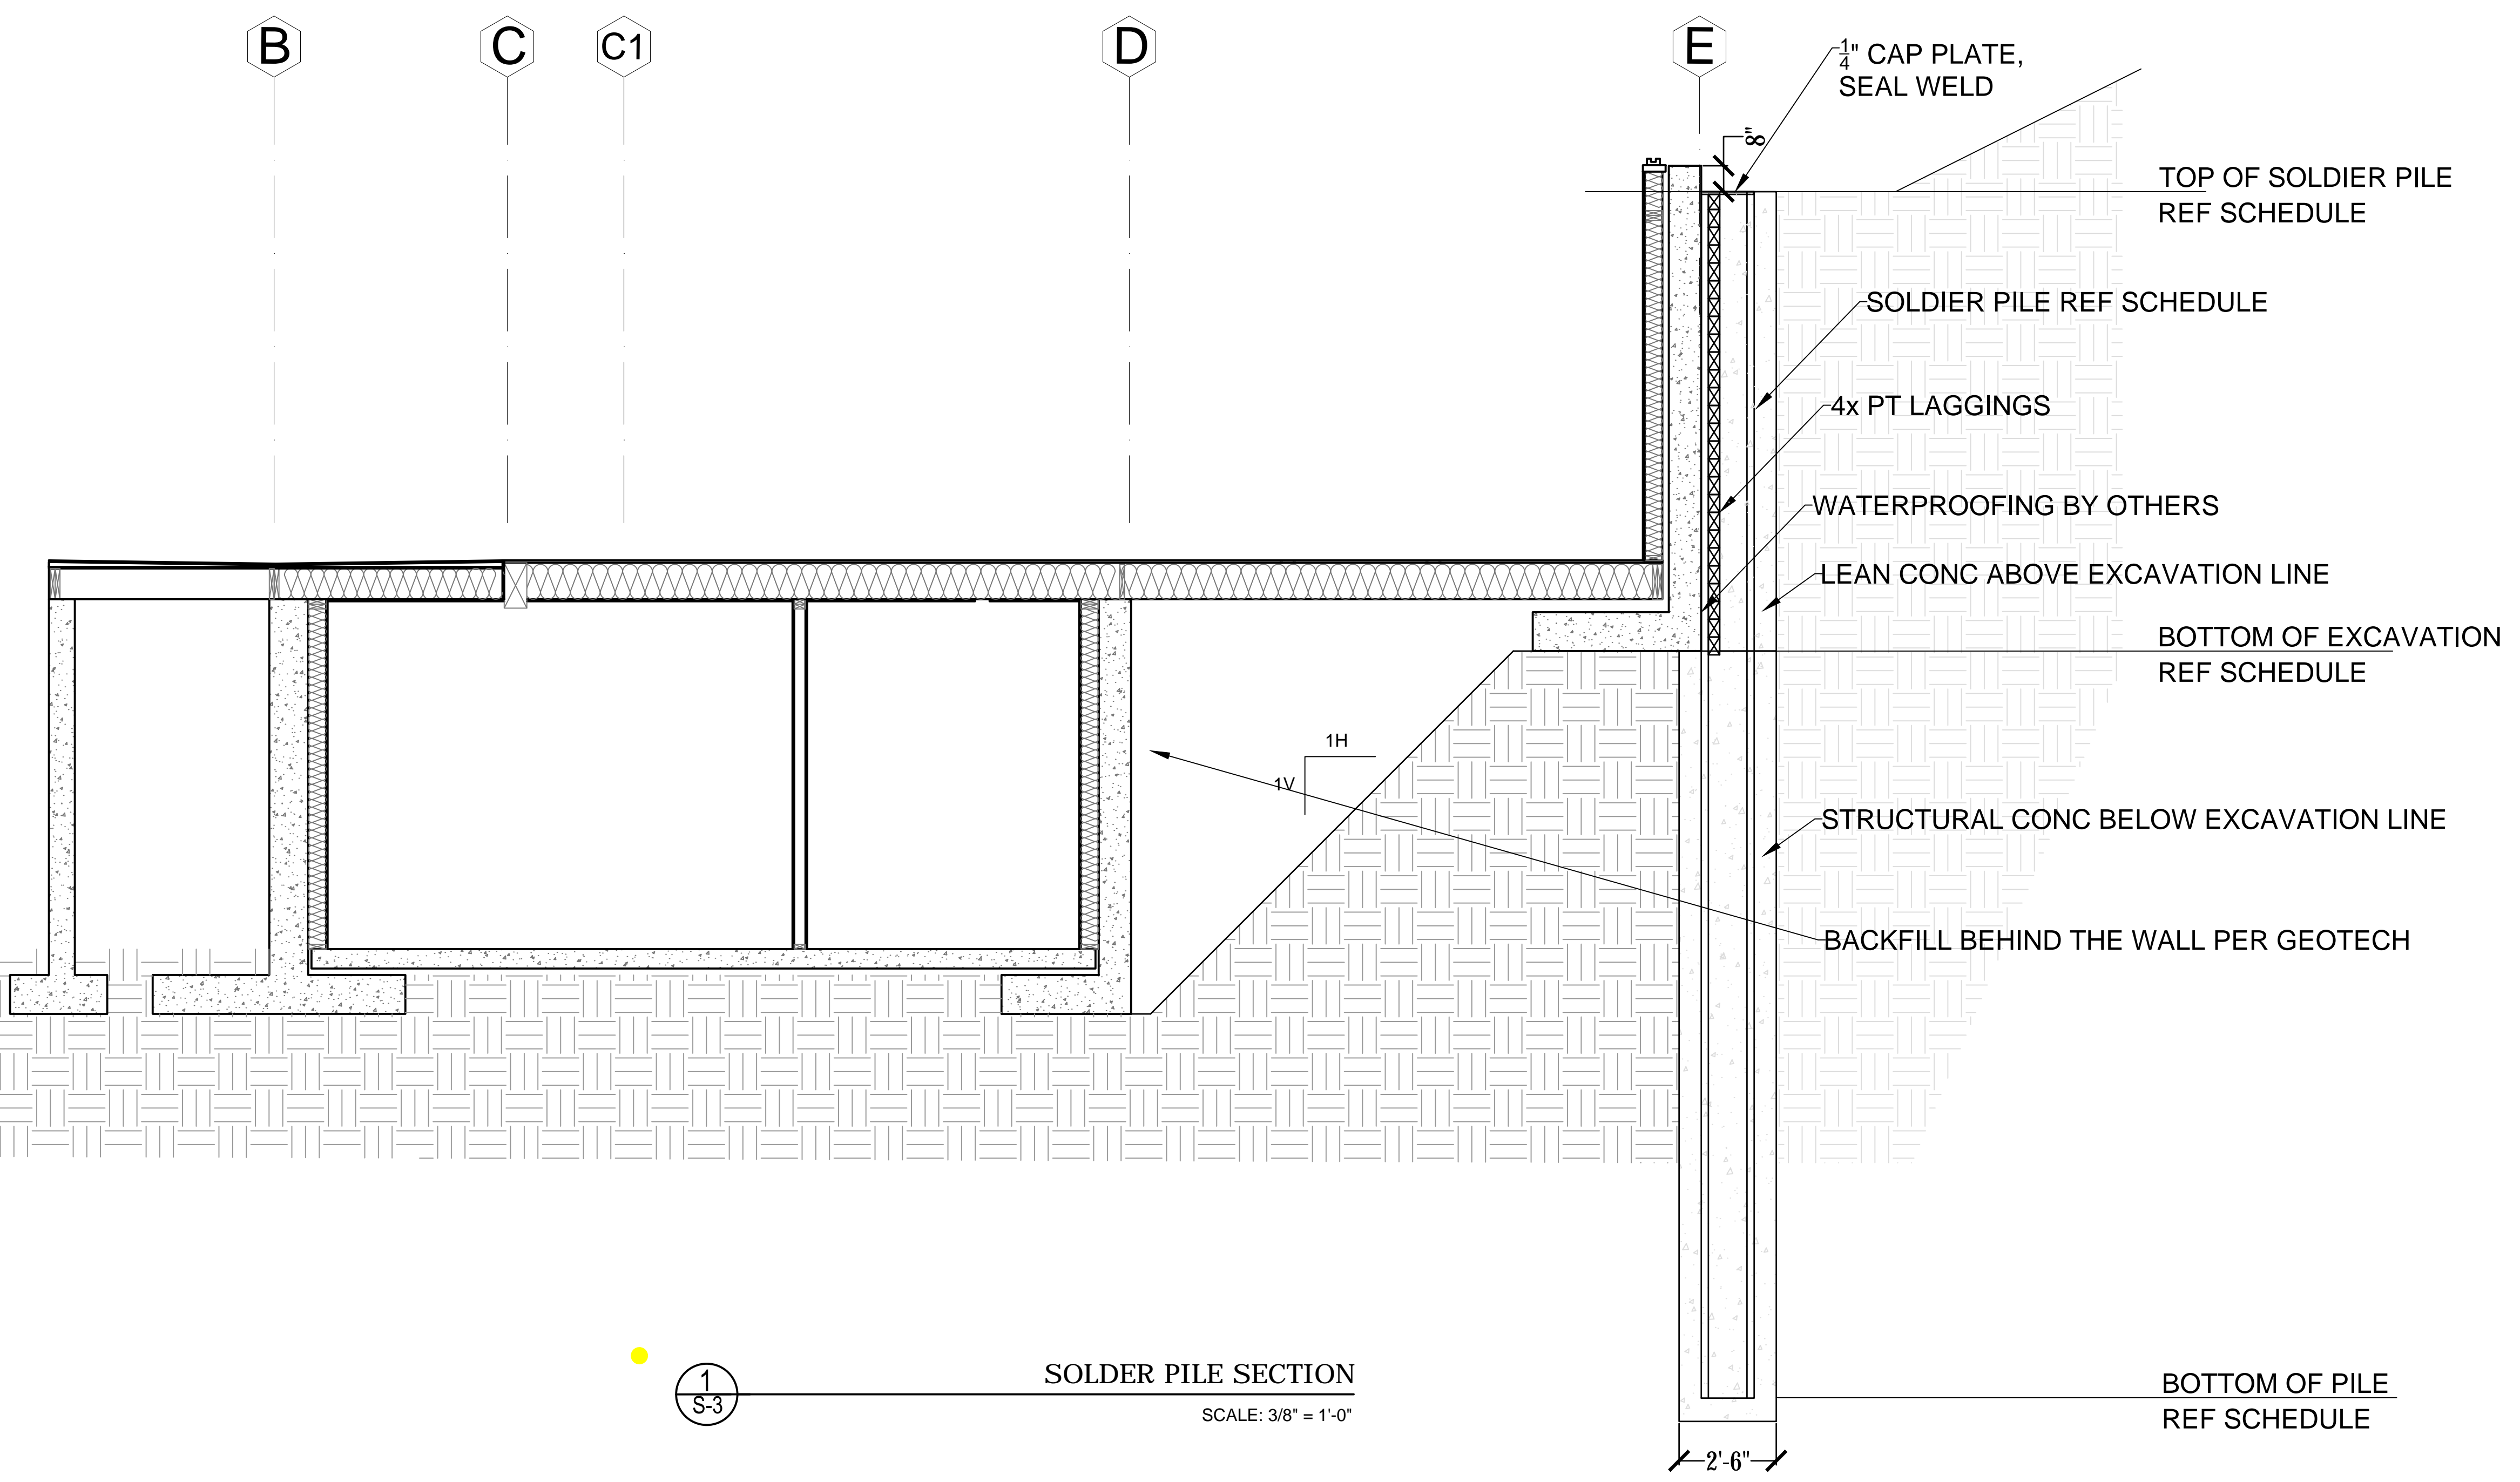 B
C
C1
D
E
1/4" CAP PLATE,
SEAL WELD
8"
TOP OF SOLDIER PILE
REF SCHEDULE
SOLDIER PILE REF SCHEDULE
4x PT LAGGINGS
WATERPROOFING BY OTHERS
LEAN CONC ABOVE EXCAVATION LINE
BOTTOM OF EXCAVATION
REF SCHEDULE
1H
1V
STRUCTURAL CONC BELOW EXCAVATION LINE
BACKFILL BEHIND THE WALL PER GEOTECH
1
S-3
SOLDER PILE SECTION
SCALE: 3/8" = 1'-0"
BOTTOM OF PILE
REF SCHEDULE
2'-6"